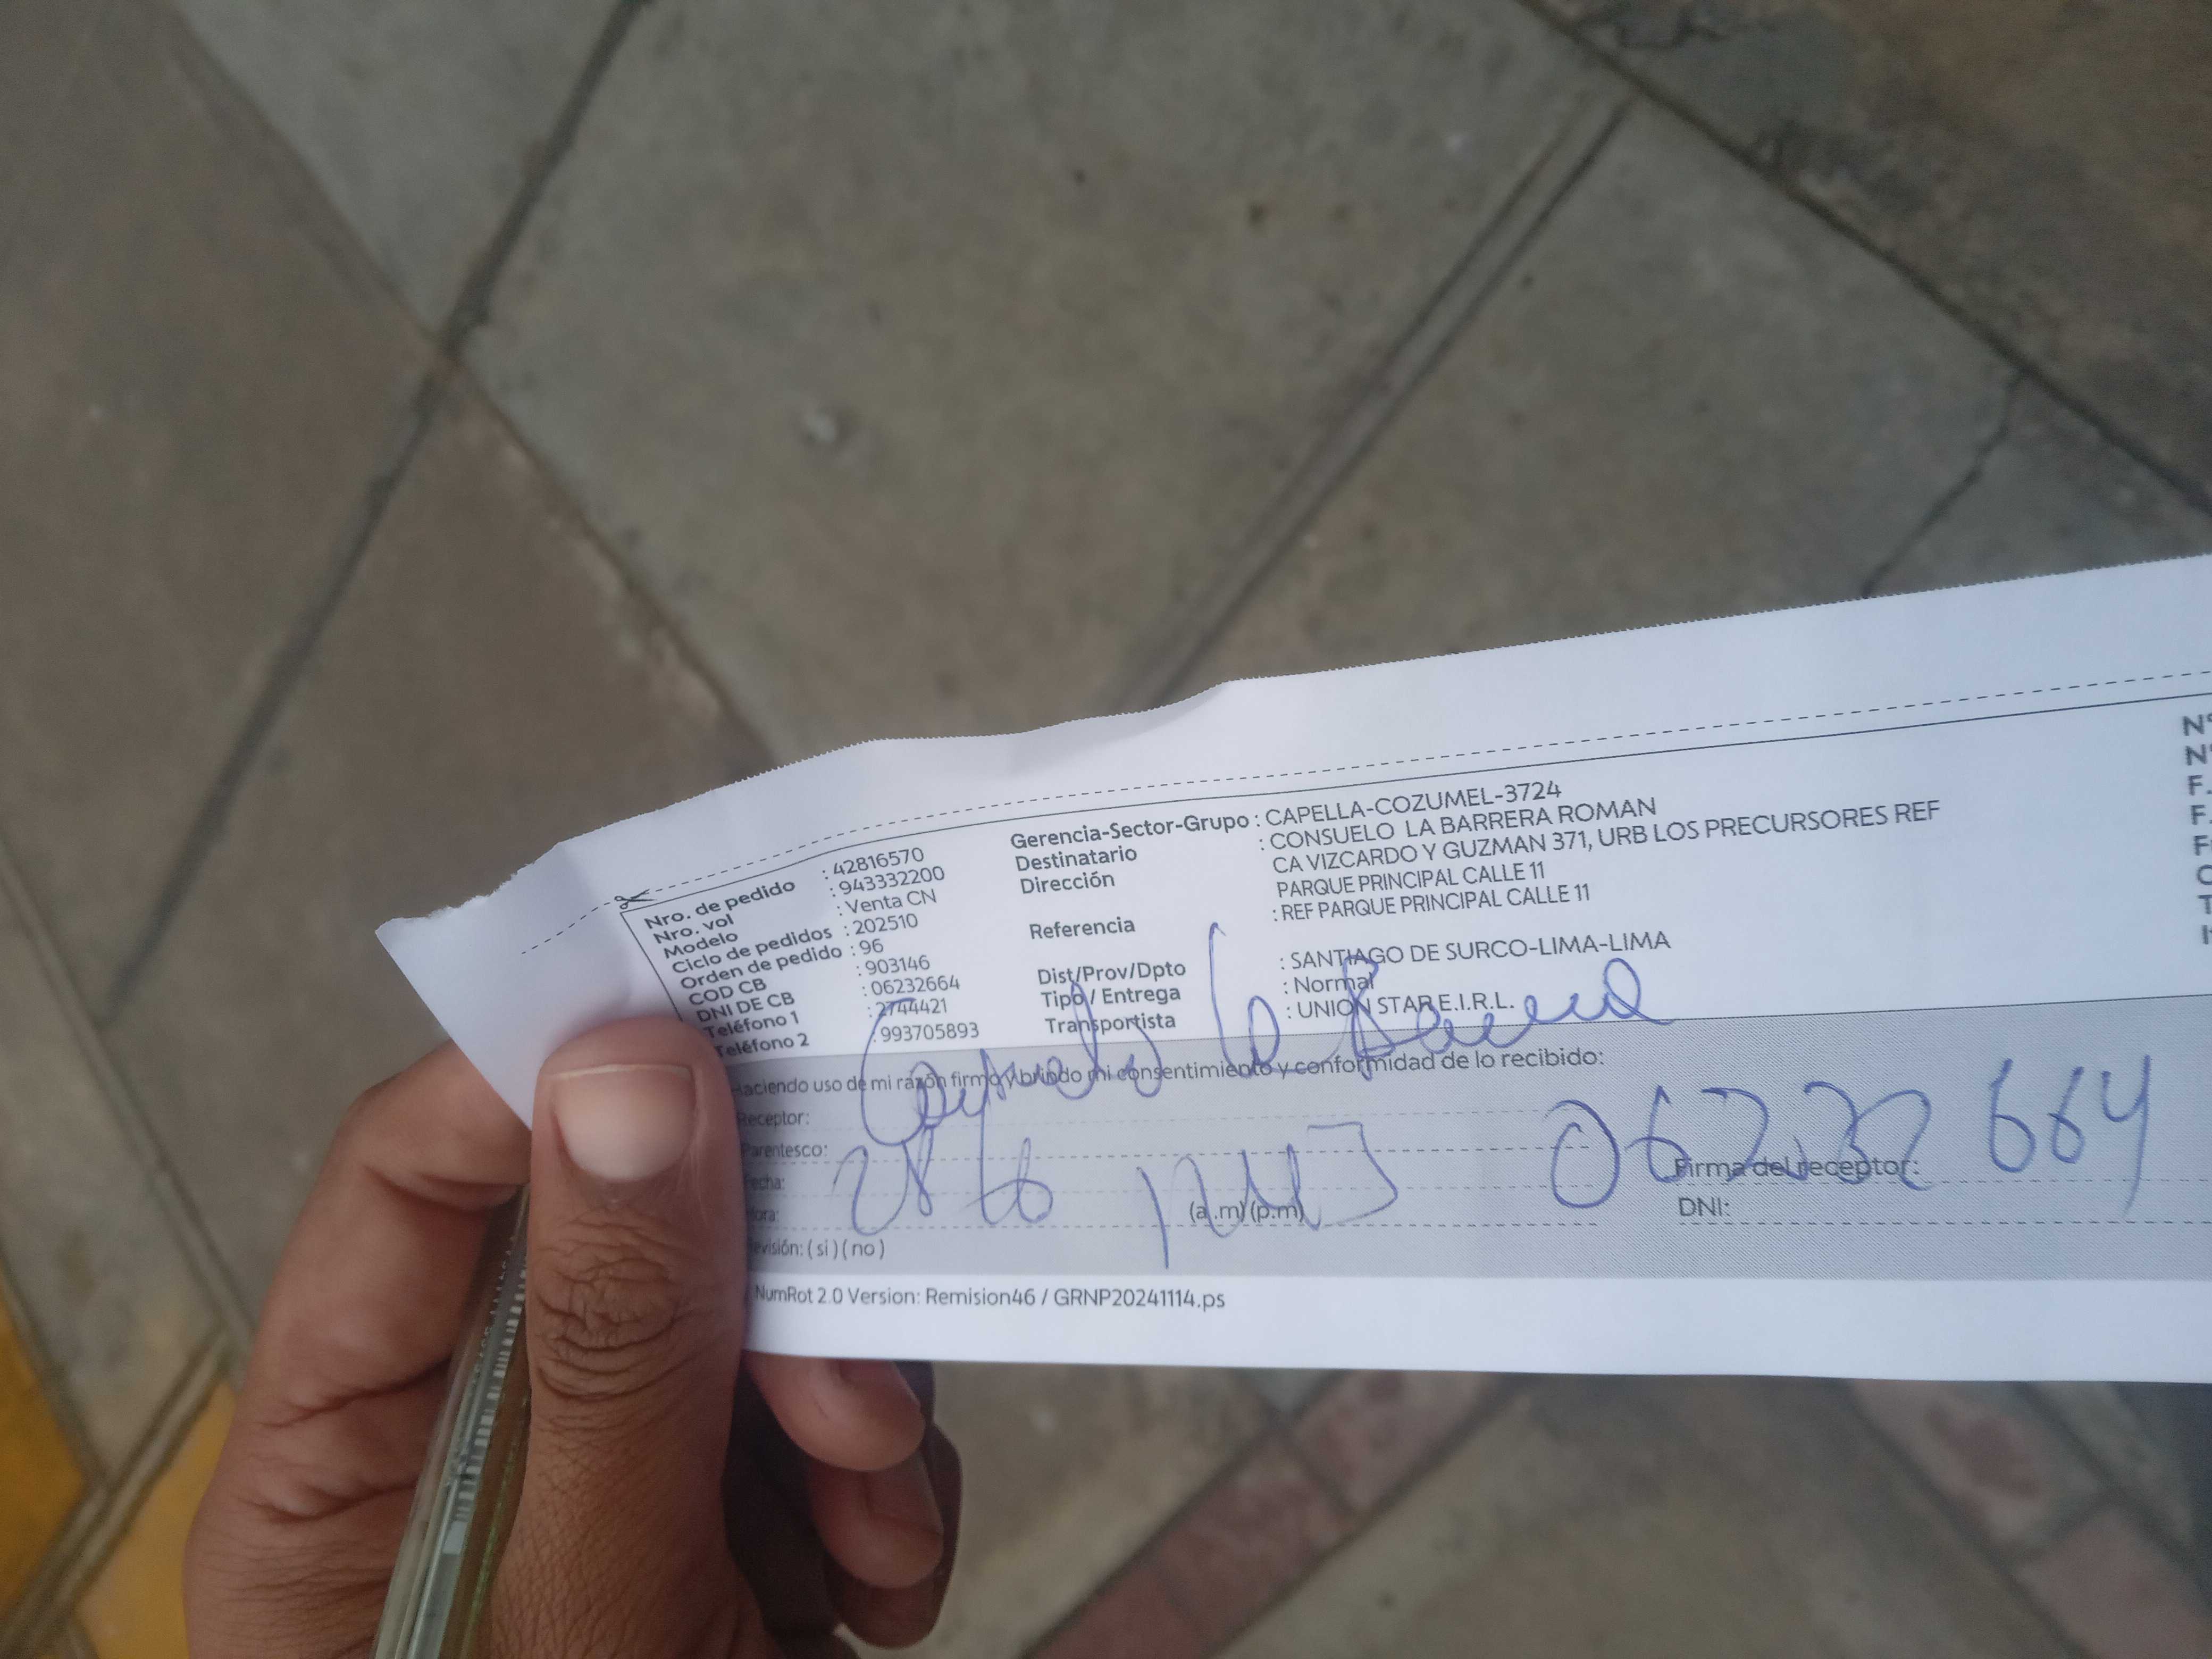 Nro. de pedido : 42816570
Nro. vol : 943332200
Modelo : Venta CN
Ciclo de pedidos : 202510
Orden de pedido : 96
COD CB : 903146
DNI DE CB : 06232664
Teléfono 1 : 2744421
Teléfono 2 : 993705893
Gerencia-Sector-Grupo : CAPELLA-COZUMEL-3724
Destinatario : CONSUELO LA BARRERA ROMAN
Dirección CA VIZCARDO Y GUZMAN 371, URB LOS PRECURSORES REF
PARQUE PRINCIPAL CALLE 11
Referencia : REF PARQUE PRINCIPAL CALLE 11
Dist/Prov/Dpto : SANTIAGO DE SURCO-LIMA-LIMA
Tipo / Entrega : Normal
Transportista : UNION STAR E.I.R.L.
Haciendo uso de mi razón firmo y brindo mi consentimiento y conformidad de lo recibido:
Receptor: Consuelo La Barrera
Parentesco:
Fecha: 28/6
Hora: (a.m) (p.m)
06232664
Firma del receptor:
DNI:
Revisión: ( si ) ( no )
NumRot 2.0 Version: Remision46 / GRNP20241114.ps